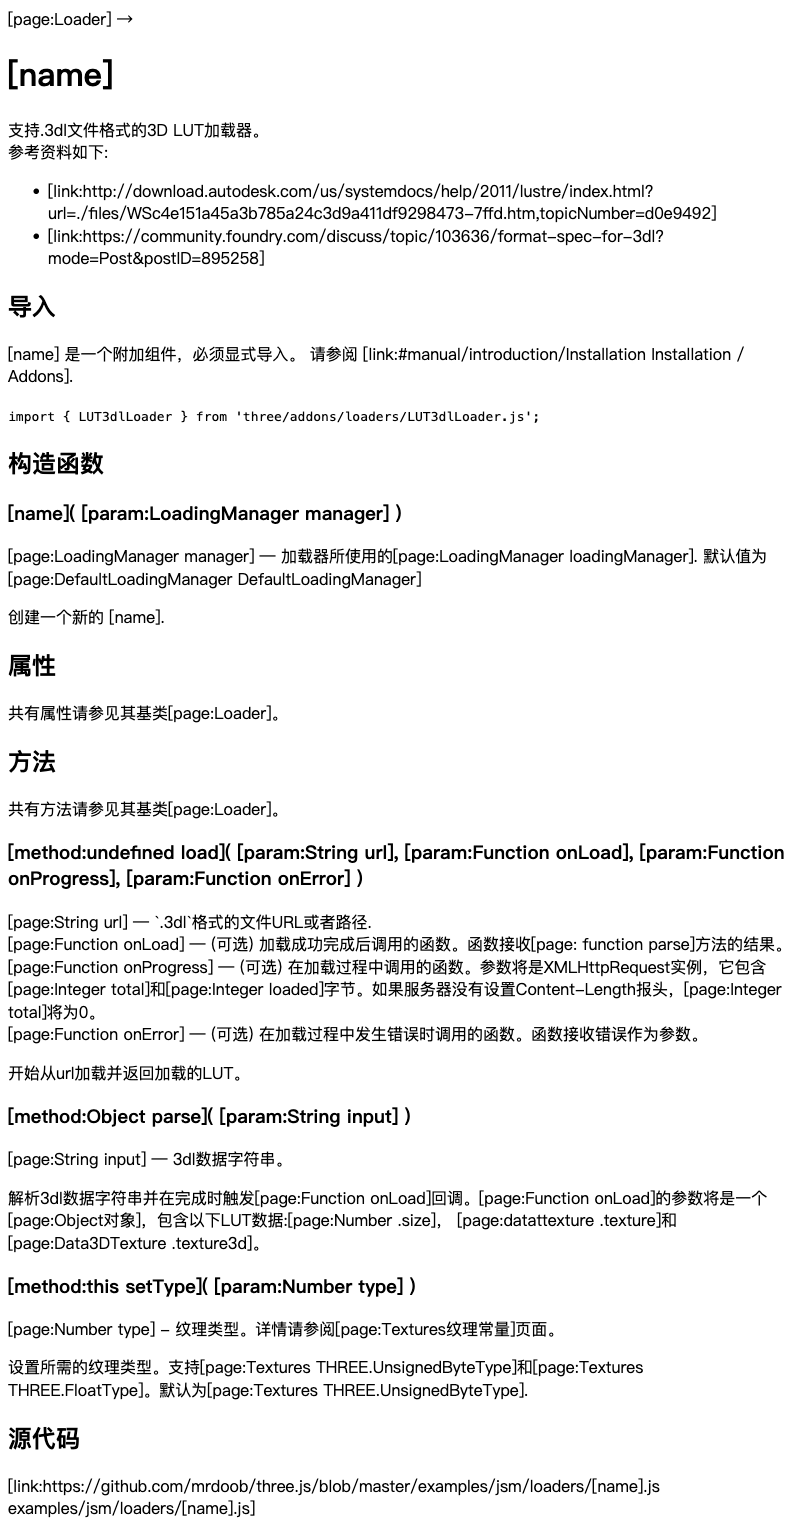 [page:Loader] →
[name]
支持.3dl文件格式的3D LUT加载器。
参考资料如下:
• [link:http://download.autodesk.com/us/systemdocs/help/2011/lustre/index.html?
url=./files/WSc4e151a45a3b785a24c3d9a411df9298473-7ffd.htm,topicNumber=d0e9492]
• [link:https://community.foundry.com/discuss/topic/103636/format-spec-for-3dl?
mode=Post&postID=895258]
导入
[name] 是一个附加组件，必须显式导入。 请参阅 [link:#manual/introduction/Installation Installation /
Addons].
import { LUT3dlLoader } from 'three/addons/loaders/LUT3dlLoader.js';
构造函数
[name]( [param:LoadingManager manager] )
[page:LoadingManager manager] — 加载器所使用的[page:LoadingManager loadingManager]. 默认值为
[page:DefaultLoadingManager DefaultLoadingManager]
创建一个新的 [name].
属性
共有属性请参见其基类[page:Loader]。
方法
共有方法请参见其基类[page:Loader]。
[method:undefined load]( [param:String url], [param:Function onLoad], [param:Function
onProgress], [param:Function onError] )
[page:String url] — `.3dl`格式的文件URL或者路径.
[page:Function onLoad] — (可选) 加载成功完成后调用的函数。函数接收[page: function parse]方法的结果。
[page:Function onProgress] — (可选) 在加载过程中调用的函数。参数将是XMLHttpRequest实例，它包含
[page:Integer total]和[page:Integer loaded]字节。如果服务器没有设置Content-Length报头，[page:Integer
total]将为0。
[page:Function onError] — (可选) 在加载过程中发生错误时调用的函数。函数接收错误作为参数。
开始从url加载并返回加载的LUT。
[method:Object parse]( [param:String input] )
[page:String input] — 3dl数据字符串。
解析3dl数据字符串并在完成时触发[page:Function onLoad]回调。[page:Function onLoad]的参数将是一个
[page:Object对象]，包含以下LUT数据:[page:Number .size]， [page:datattexture .texture]和
[page:Data3DTexture .texture3d]。
[method:this setType]( [param:Number type] )
[page:Number type] - 纹理类型。详情请参阅[page:Textures纹理常量]页面。
设置所需的纹理类型。支持[page:Textures THREE.UnsignedByteType]和[page:Textures
THREE.FloatType]。默认为[page:Textures THREE.UnsignedByteType].
源代码
[link:https://github.com/mrdoob/three.js/blob/master/examples/jsm/loaders/[name].js
examples/jsm/loaders/[name].js]